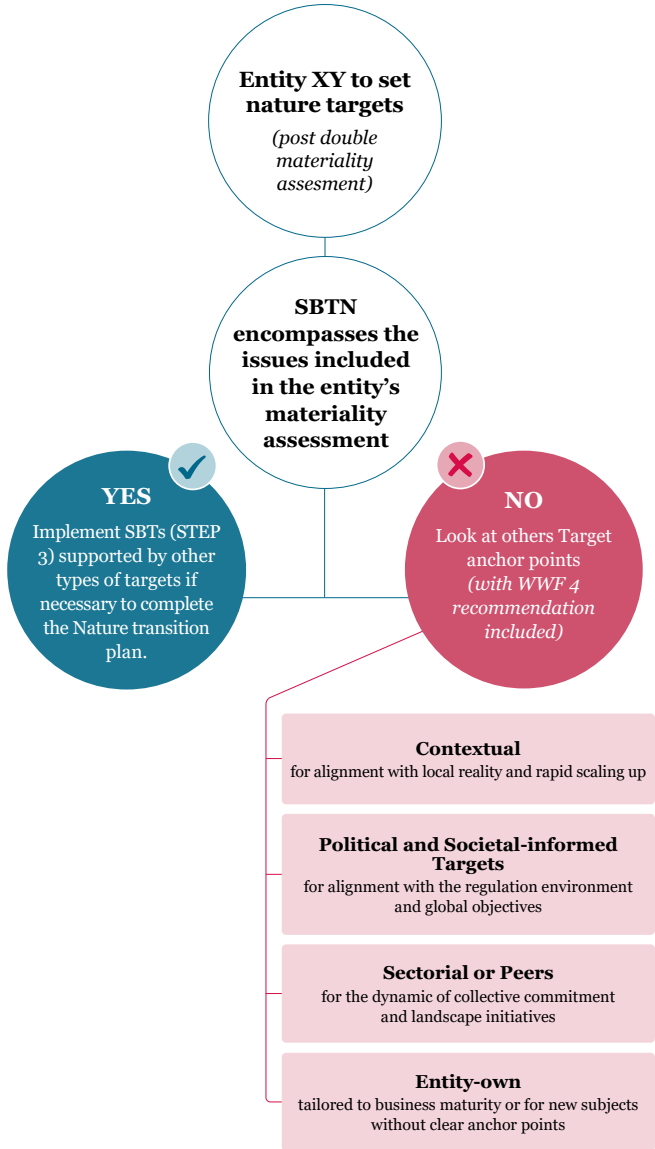 Entity XY to set
nature targets
(post double
materiality
assesment)
SBTN
encompasses the
issues included
in the entity’s
materiality
assessment
YES
Implement SBTs (STEP
3) supported by other
types of targets if
necessary to complete
the Nature transition
plan.
NO
Look at others Target
anchor points
(with WWF 4
recommendation
included)
Contextual
for alignment with local reality and rapid scaling up
Political and Societal-informed
Targets
for alignment with the regulation environment
and global objectives
Sectorial or Peers
for the dynamic of collective commitment
and landscape initiatives
Entity-own
tailored to business maturity or for new subjects
without clear anchor points